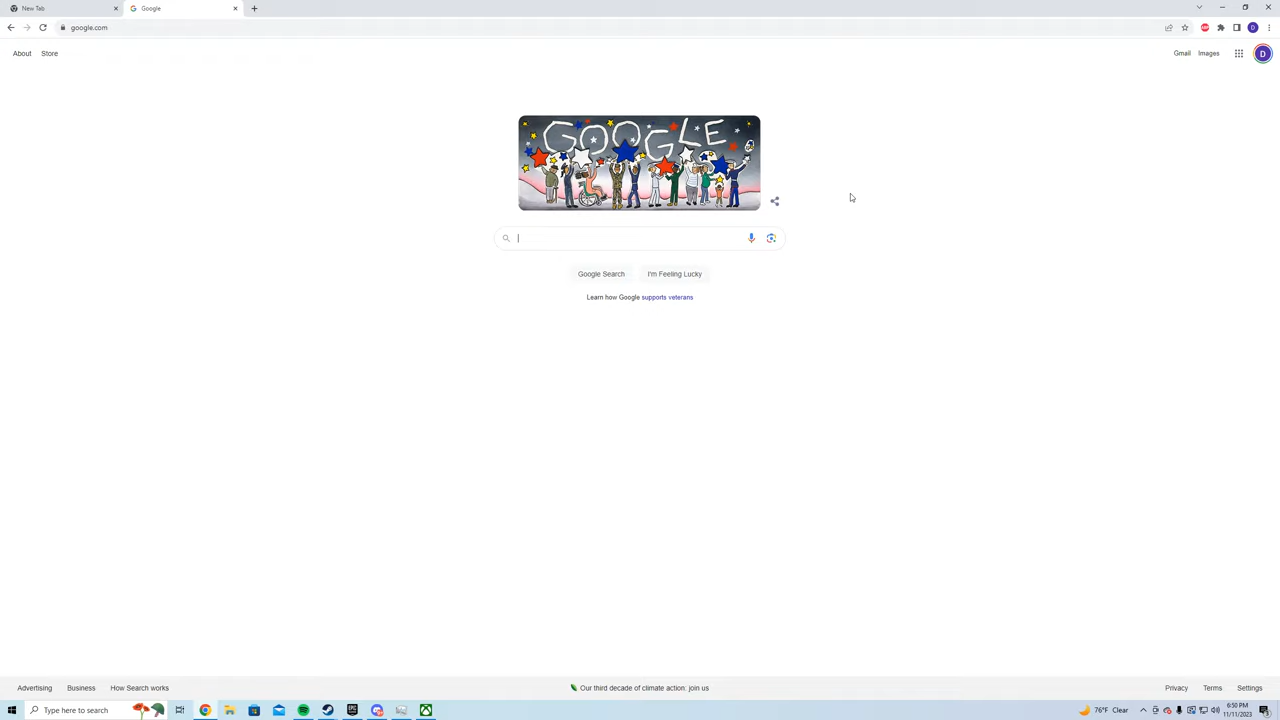 New Tab
Google
google.com
About
Store
Gmail
Images
D
GOOGLE
Google Search
I'm Feeling Lucky
Learn how Google supports veterans
Advertising
Business
How Search works
Our third decade of climate action: join us
Privacy
Terms
Settings
Type here to search
76°F Clear
6:50 PM
11/11/2023